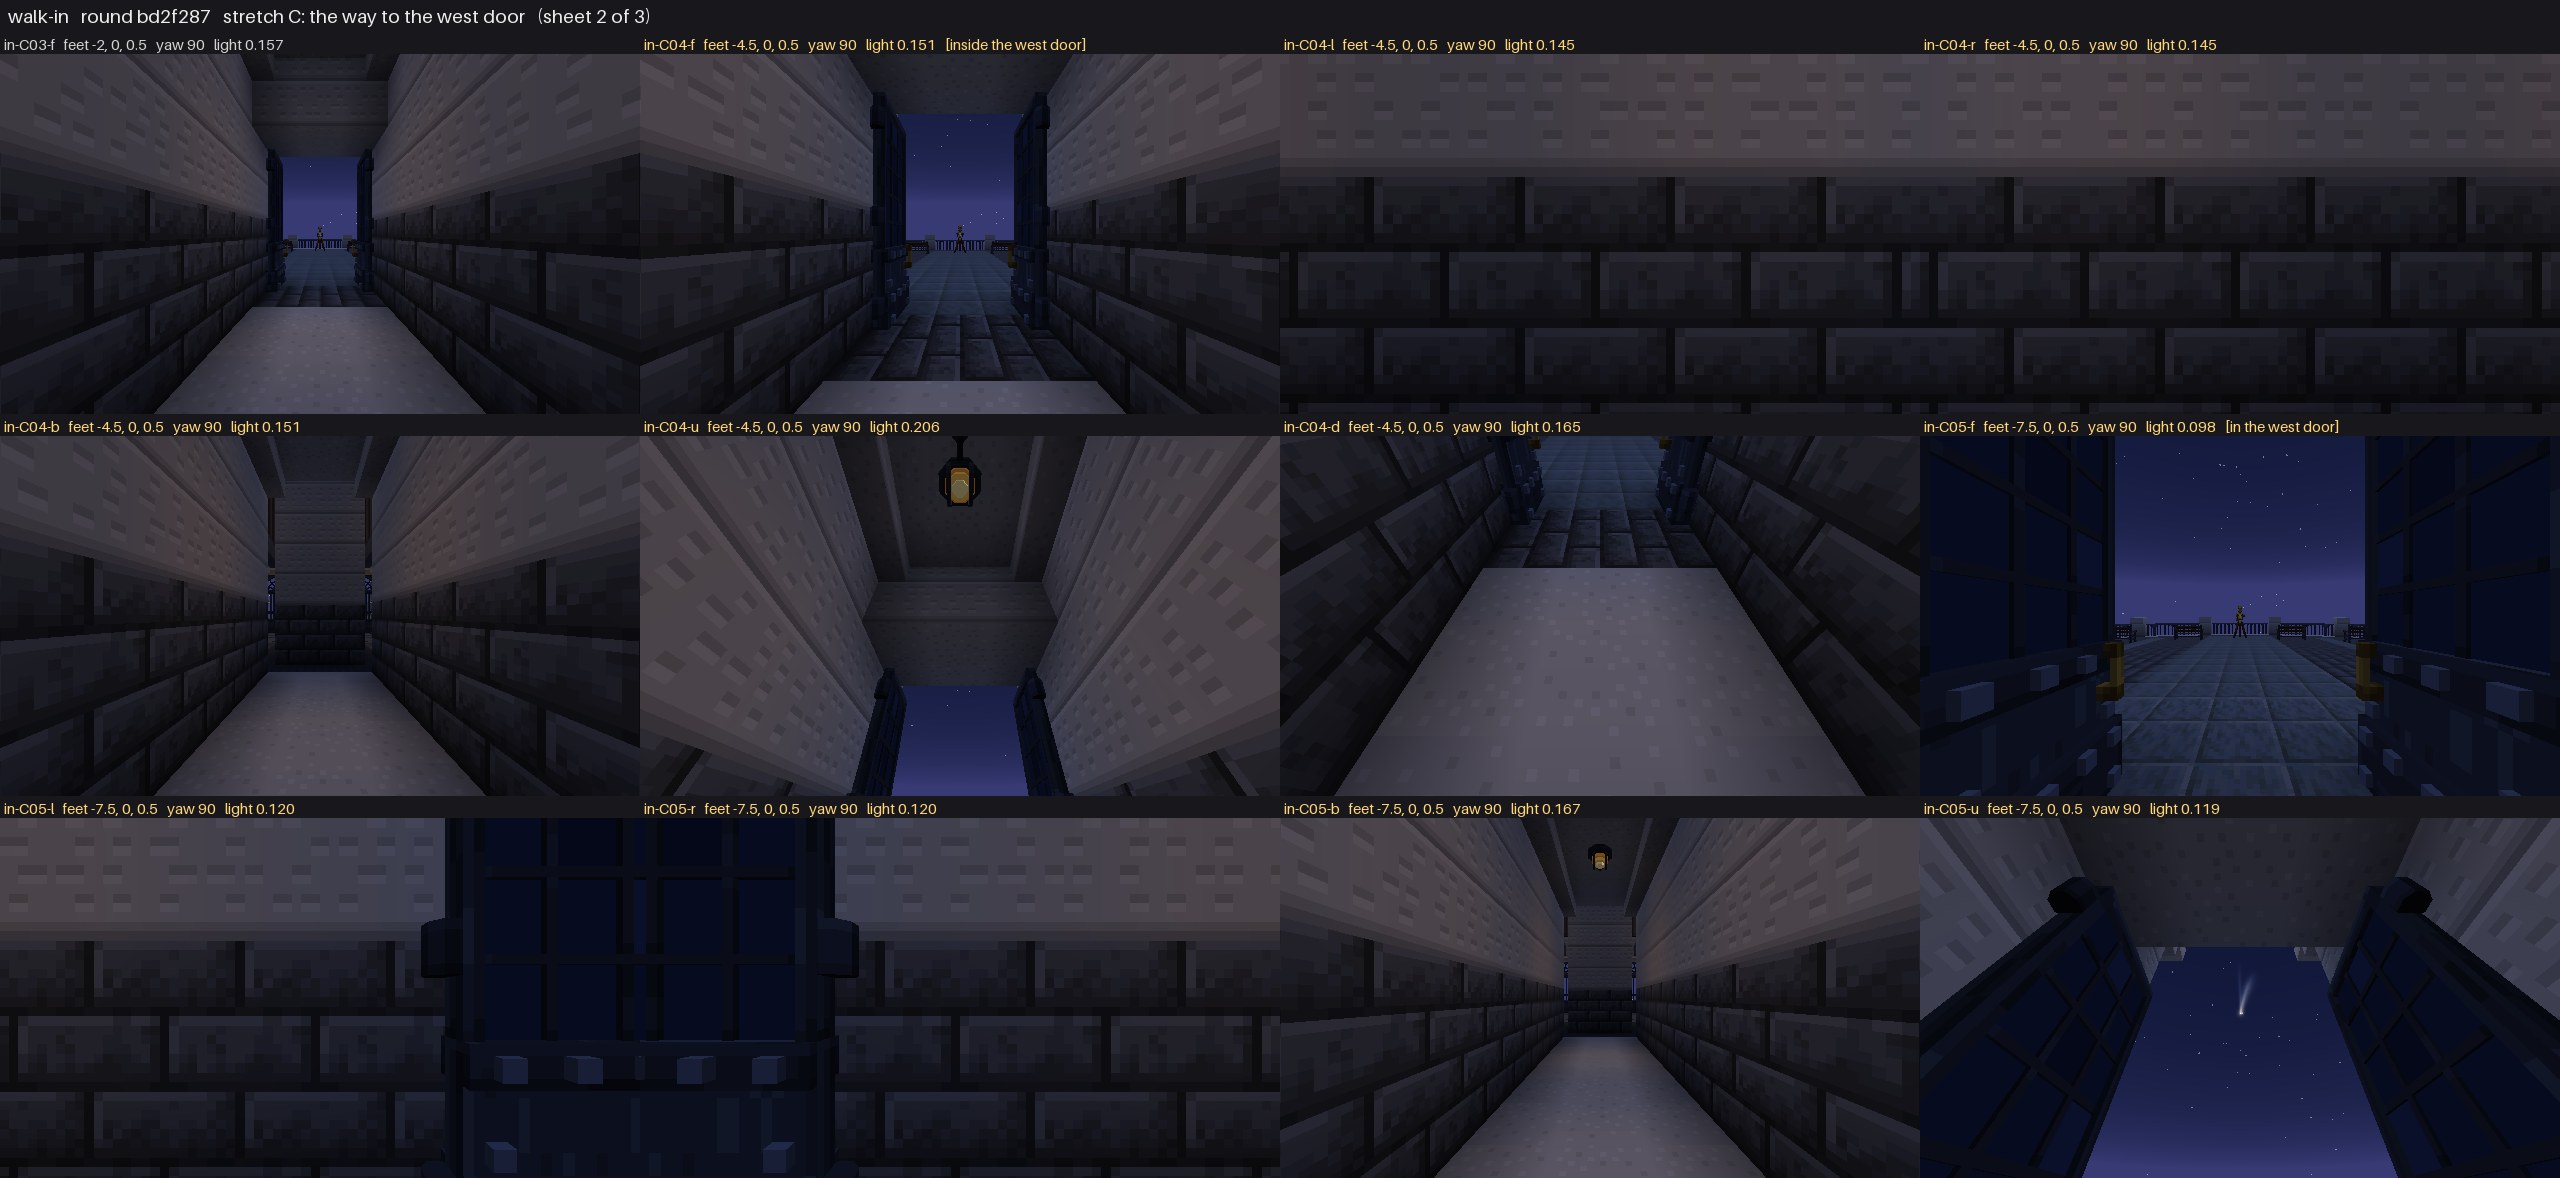 walk-in   round bd2f287   stretch C: the way to the west door   (sheet 2 of 3)
in-C03-f   feet -2, 0, 0.5   yaw 90   light 0.157
in-C04-f   feet -4.5, 0, 0.5   yaw 90   light 0.151   [inside the west door]
in-C04-l   feet -4.5, 0, 0.5   yaw 90   light 0.145
in-C04-r   feet -4.5, 0, 0.5   yaw 90   light 0.145
in-C04-b   feet -4.5, 0, 0.5   yaw 90   light 0.151
in-C04-u   feet -4.5, 0, 0.5   yaw 90   light 0.206
in-C04-d   feet -4.5, 0, 0.5   yaw 90   light 0.165
in-C05-f   feet -7.5, 0, 0.5   yaw 90   light 0.098   [in the west door]
in-C05-l   feet -7.5, 0, 0.5   yaw 90   light 0.120
in-C05-r   feet -7.5, 0, 0.5   yaw 90   light 0.120
in-C05-b   feet -7.5, 0, 0.5   yaw 90   light 0.167
in-C05-u   feet -7.5, 0, 0.5   yaw 90   light 0.119